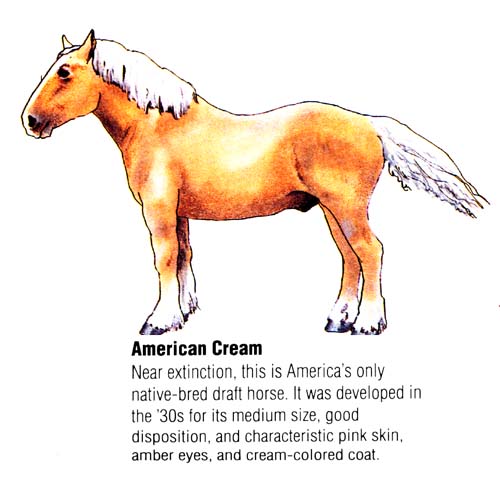 American Cream
Near extinction, this is America's only
native-bred draft horse. It was developed in
the '30s for its medium size, good
disposition, and characteristic pink skin,
amber eyes, and cream-colored coat.